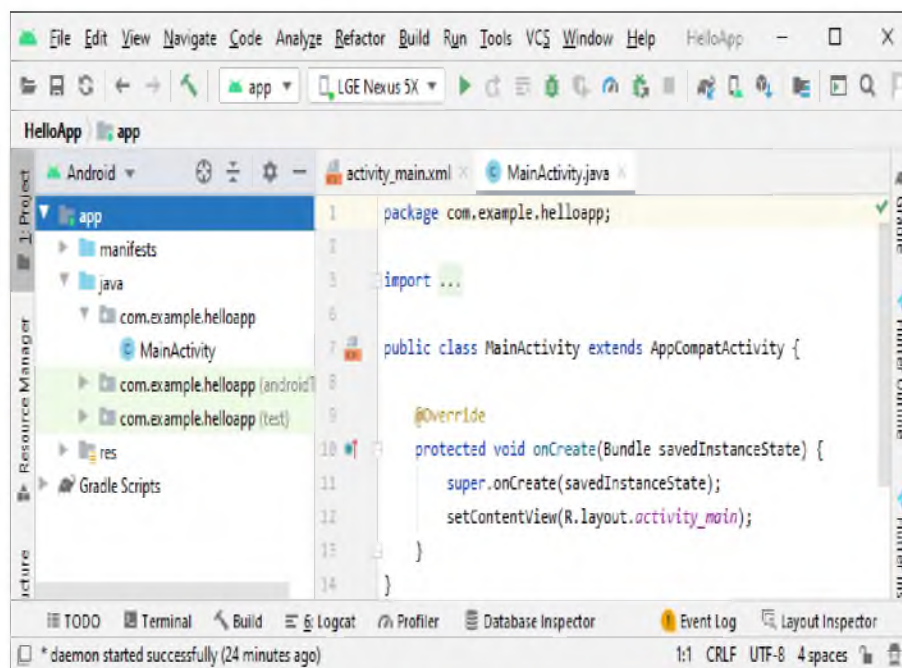 File Edit View Navigate Code Analyze Refactor Build Run Tools VCS Window Help HelloApp
app LGE Nexus 5X
HelloApp app
1: Project
Resource Manager
Android
app
manifests
java
com.example.helloapp
MainActivity
com.example.helloapp
com.example.helloapp (test)
res
Gradle Scripts
activity_main.xml MainActivity.java
1 package com.example.helloapp;
2
3 import ...
6
7 public class MainActivity extends AppCompatActivity {
8
9 @Override
10 protected void onCreate(Bundle savedInstanceState) {
11 super.onCreate(savedInstanceState);
12 setContentView(R.layout.activity_main);
13 }
14 }
Gradle
TODO Terminal Build 6: Logcat Profiler Database Inspector Event Log Layout Inspector
* daemon started successfully (24 minutes ago) 1:1 CRLF UTF-8 4 spaces